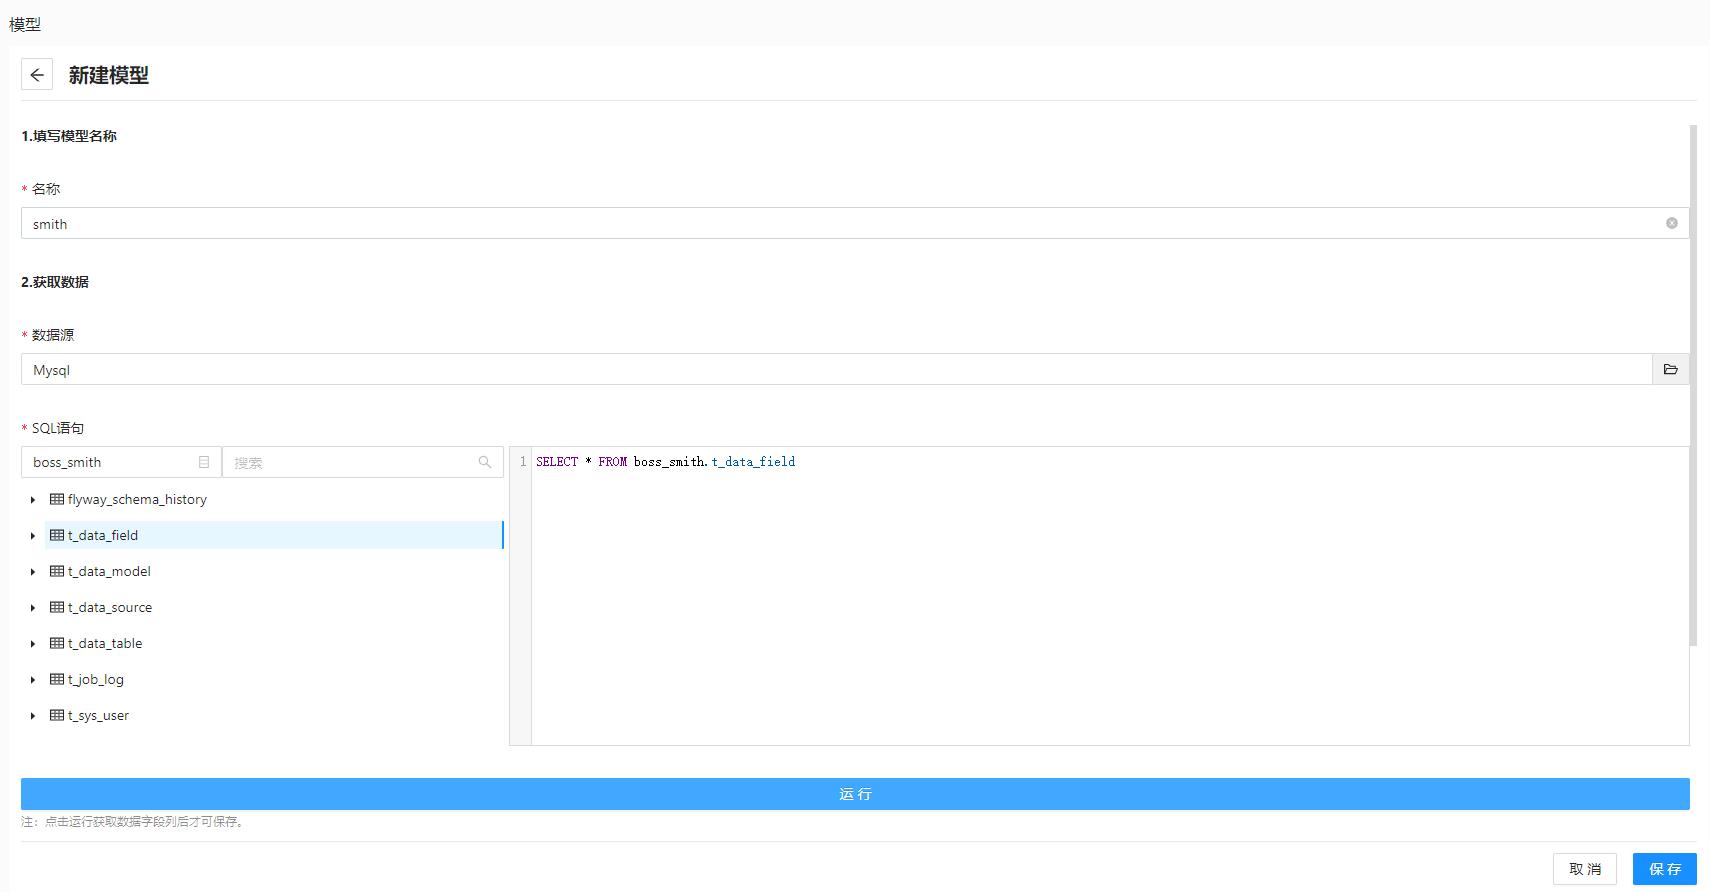 模型
新建模型
1.填写模型名称
* 名称
smith
2.获取数据
* 数据源
Mysql
* SQL语句
boss_smith
搜索
1 SELECT * FROM boss_smith.t_data_field
flyway_schema_history
t_data_field
t_data_model
t_data_source
t_data_table
t_job_log
t_sys_user
运 行
注：点击运行获取数据字段列后才可保存。
取 消
保 存